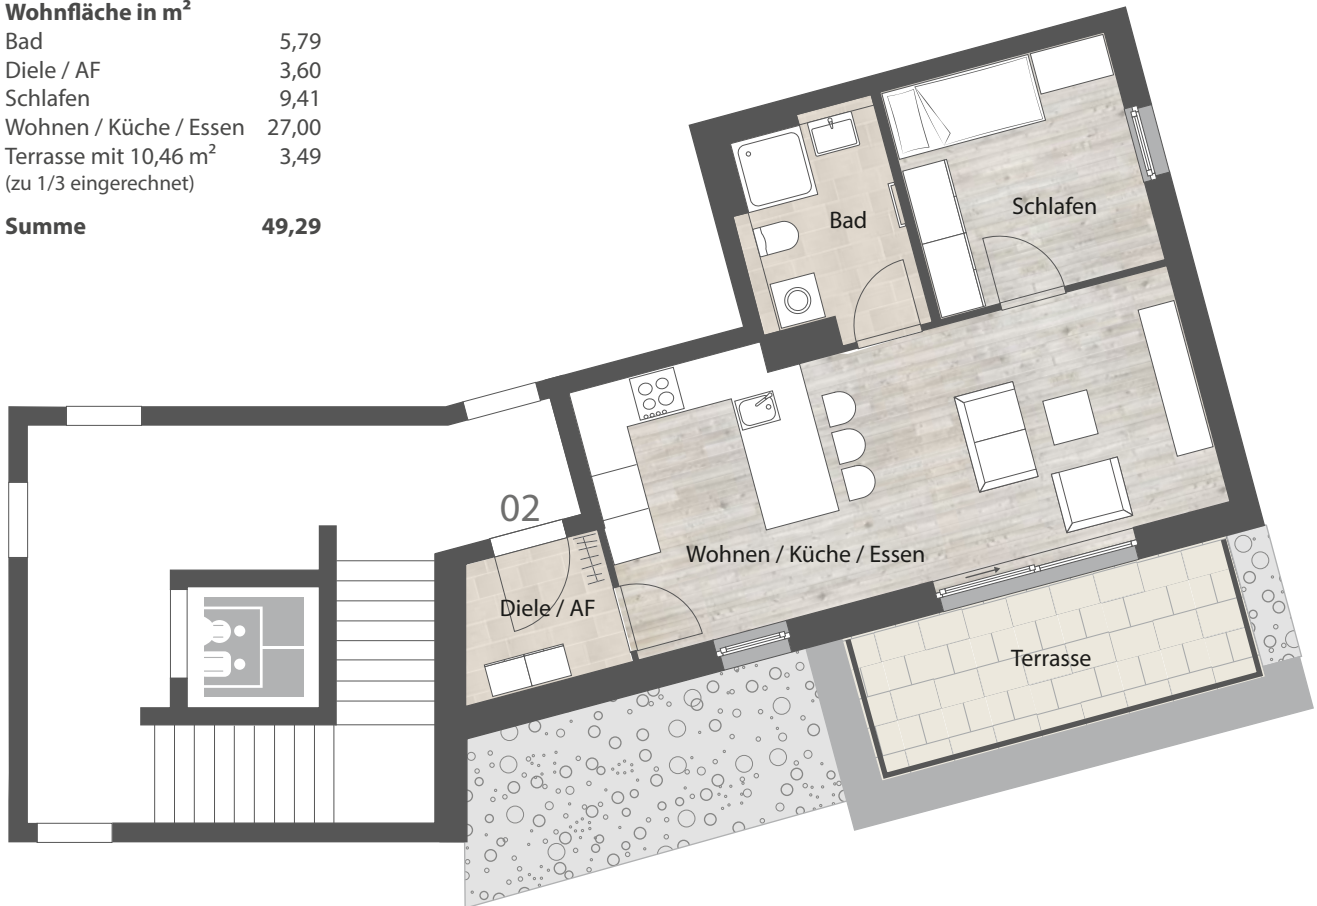 Wohnfläche in m²
Bad 5,79
Diele / AF 3,60
Schlafen 9,41
Wohnen / Küche / Essen 27,00
Terrasse mit 10,46 m² 3,49
(zu 1/3 eingerechnet)
Summe 49,29
Schlafen
Bad
02
Wohnen / Küche / Essen
Diele / AF
Terrasse